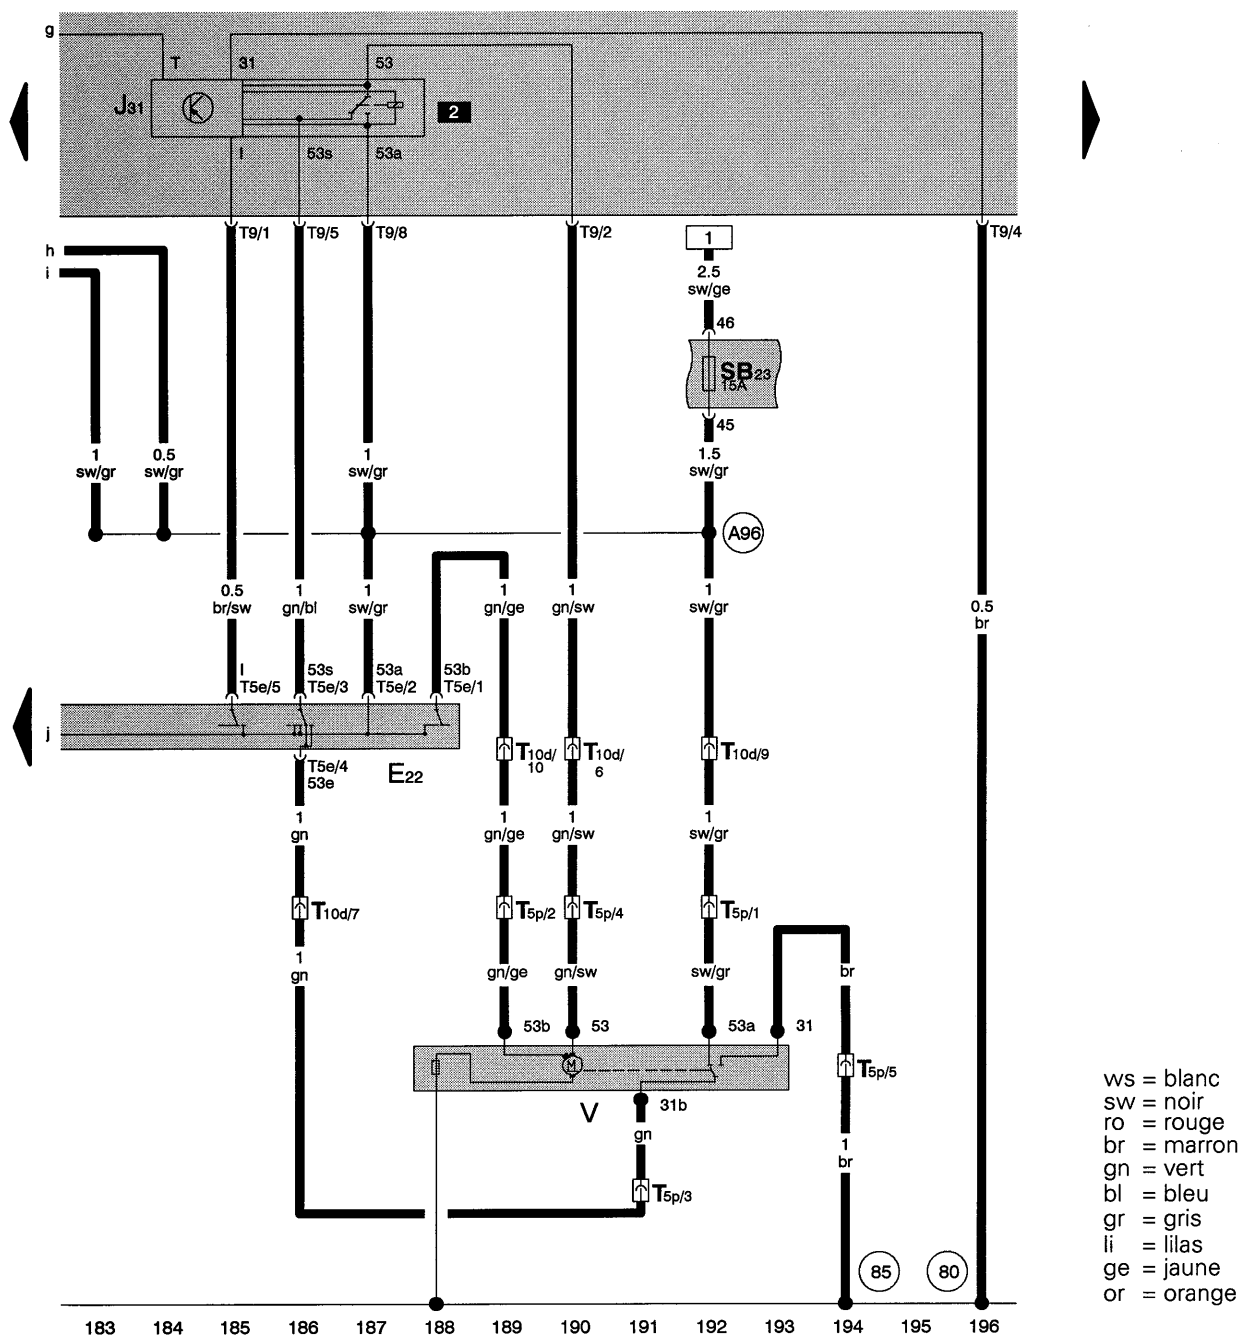 g
T
31
53
J31
2
I
53s
53a
T9/1
T9/5
T9/8
T9/2
T9/4
h
i
1
2.5
sw/ge
46
SB23
15A
45
1
sw/gr
0.5
sw/gr
1
sw/gr
1.5
sw/gr
A96
0.5
br/sw
1
gn/bl
1
sw/gr
1
gn/ge
1
gn/sw
1
sw/gr
0.5
br
I
T5e/5
53s
T5e/3
53a
T5e/2
53b
T5e/1
j
T5e/4
53e
E22
T10d/
10
T10d/
6
T10d/9
1
gn
1
gn/ge
1
gn/sw
1
sw/gr
T10d/7
T5p/2
T5p/4
T5p/1
1
gn
gn/ge
gn/sw
sw/gr
br
53b
53
53a
31
M
T5p/5
V
31b
gn
1
br
T5p/3
85
80
ws = blanc
sw = noir
ro = rouge
br = marron
gn = vert
bl = bleu
gr = gris
li = lilas
ge = jaune
or = orange
183 184 185 186 187 188 189 190 191 192 193 194 195 196